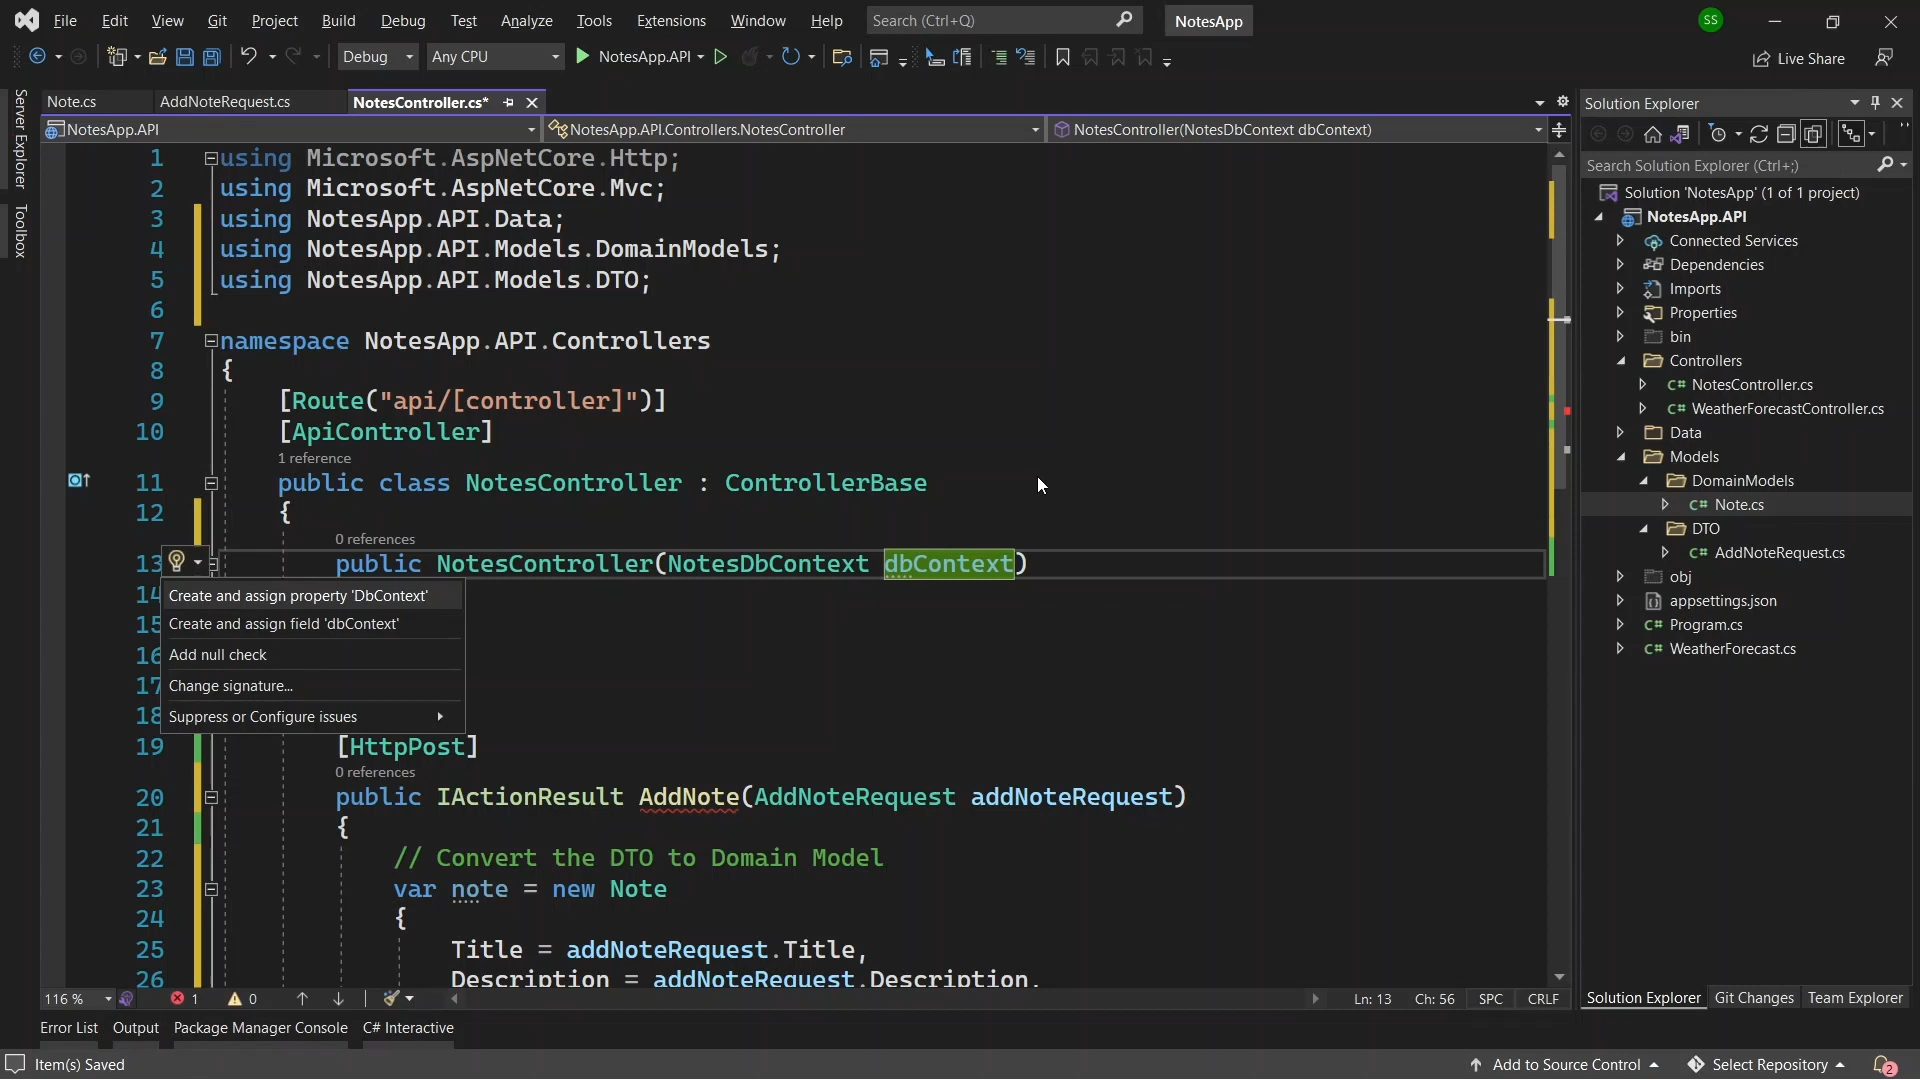 File Edit View Git Project Build Debug Test Analyze Tools Extensions Window Help Search (Ctrl+Q) NotesApp SS
Debug Any CPU NotesApp.API Live Share
Server Explorer
Toolbox
Note.cs AddNoteRequest.cs NotesController.cs*
NotesApp.API NotesApp.API.Controllers.NotesController NotesController(NotesDbContext dbContext)
1 using Microsoft.AspNetCore.Http;
2 using Microsoft.AspNetCore.Mvc;
3 using NotesApp.API.Data;
4 using NotesApp.API.Models.DomainModels;
5 using NotesApp.API.Models.DTO;
6
7 namespace NotesApp.API.Controllers
8 {
9 [Route("api/[controller]")]
10 [ApiController]
1 reference
11 public class NotesController : ControllerBase
12 {
0 references
13 public NotesController(NotesDbContext dbContext)
14
15
16
17
18
Create and assign property 'DbContext'
Create and assign field 'dbContext'
Add null check
Change signature...
Suppress or Configure issues
19 [HttpPost]
0 references
20 public IActionResult AddNote(AddNoteRequest addNoteRequest)
21 {
22 // Convert the DTO to Domain Model
23 var note = new Note
24 {
25 Title = addNoteRequest.Title,
26 Description = addNoteRequest.Description,
116 % 1 0 Ln: 13 Ch: 56 SPC CRLF
Solution Explorer
Search Solution Explorer (Ctrl+;)
Solution 'NotesApp' (1 of 1 project)
NotesApp.API
Connected Services
Dependencies
Imports
Properties
bin
Controllers
C# NotesController.cs
C# WeatherForecastController.cs
Data
Models
DomainModels
C# Note.cs
DTO
C# AddNoteRequest.cs
obj
appsettings.json
C# Program.cs
C# WeatherForecast.cs
Solution Explorer Git Changes Team Explorer
Error List Output Package Manager Console C# Interactive
Item(s) Saved Add to Source Control Select Repository 2